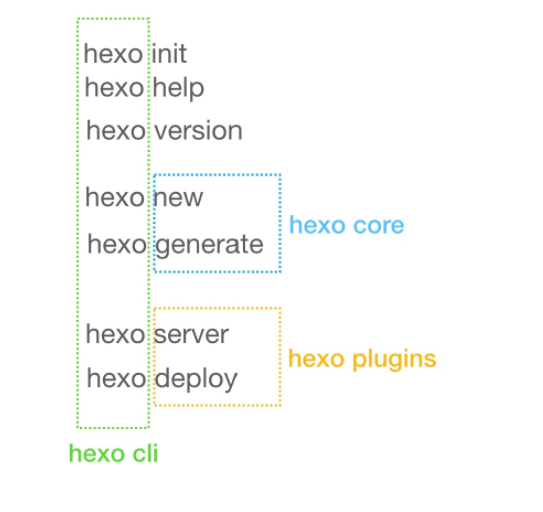 hexo init
hexo help
hexo version
hexo new
hexo core
hexo generate
hexo server
hexo plugins
hexo deploy
hexo cli